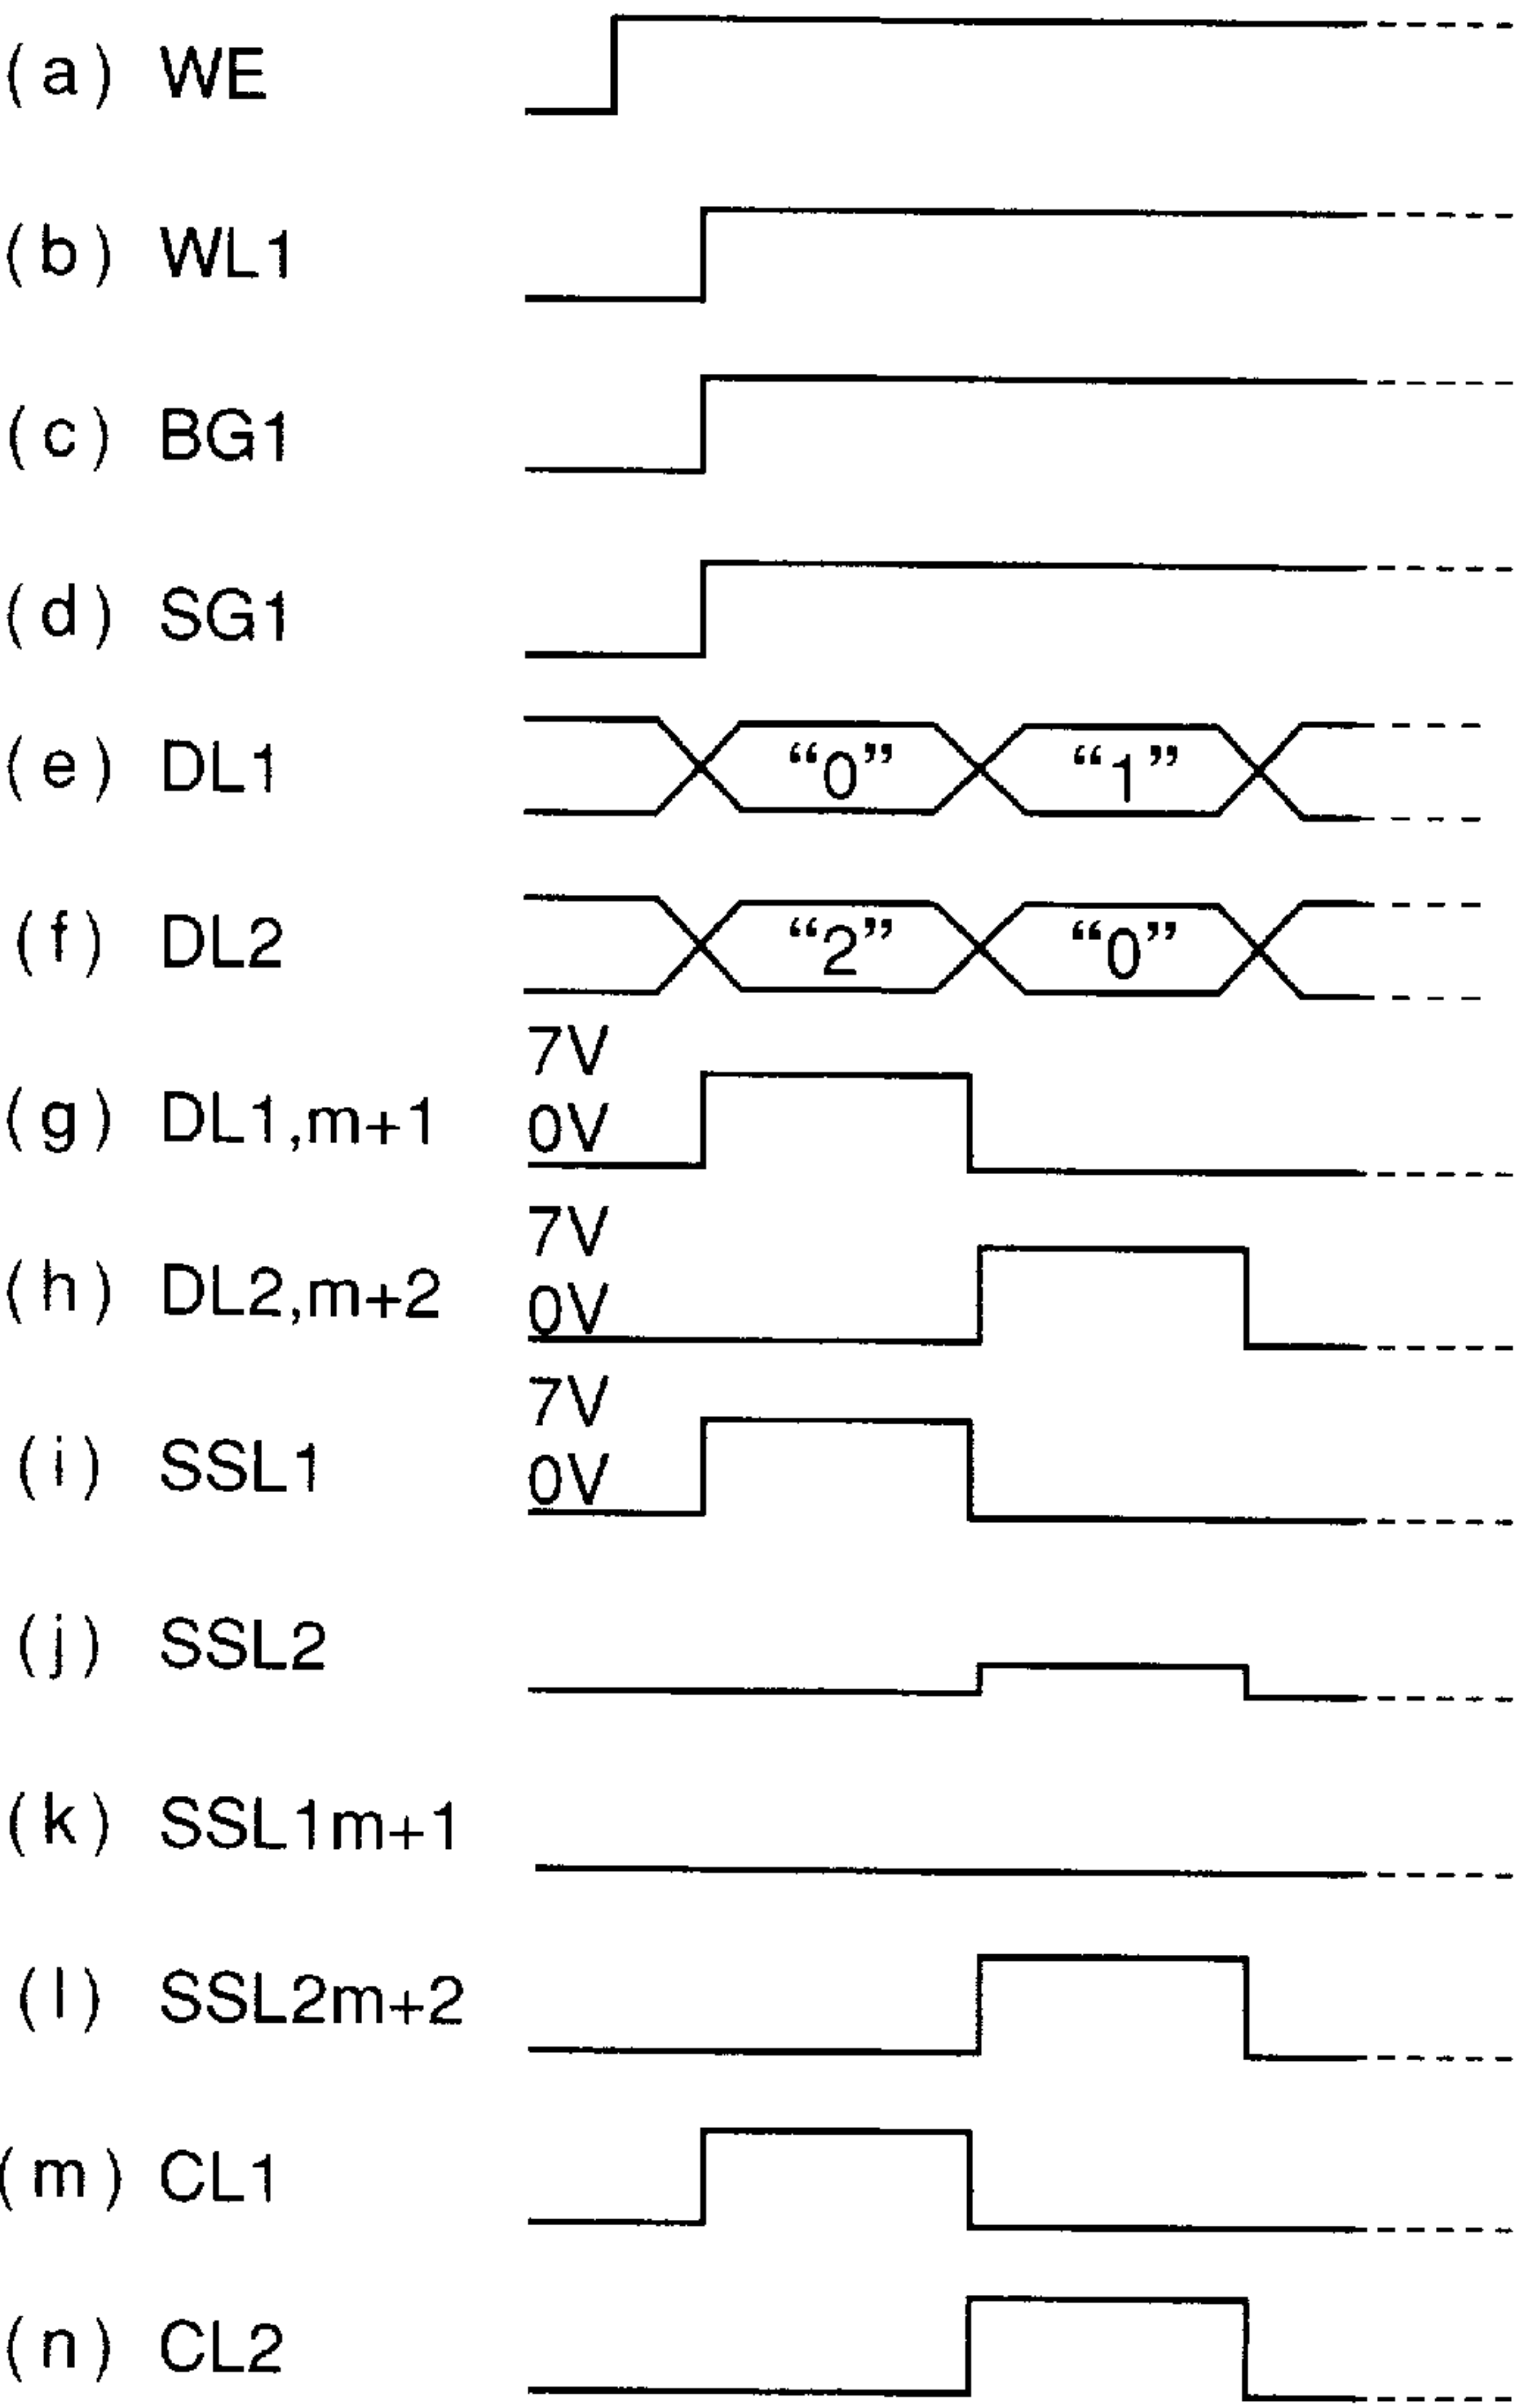 (a) WE
(b) WL1
(c) BG1
(d) SG1
(e) DL1 “0” “1”
(f) DL2 “2” “0”
7V
(g) DL1,m+1 0V
7V
(h) DL2,m+2 0V
7V
(i) SSL1 0V
(j) SSL2
(k) SSL1m+1
(l) SSL2m+2
(m) CL1
(n) CL2